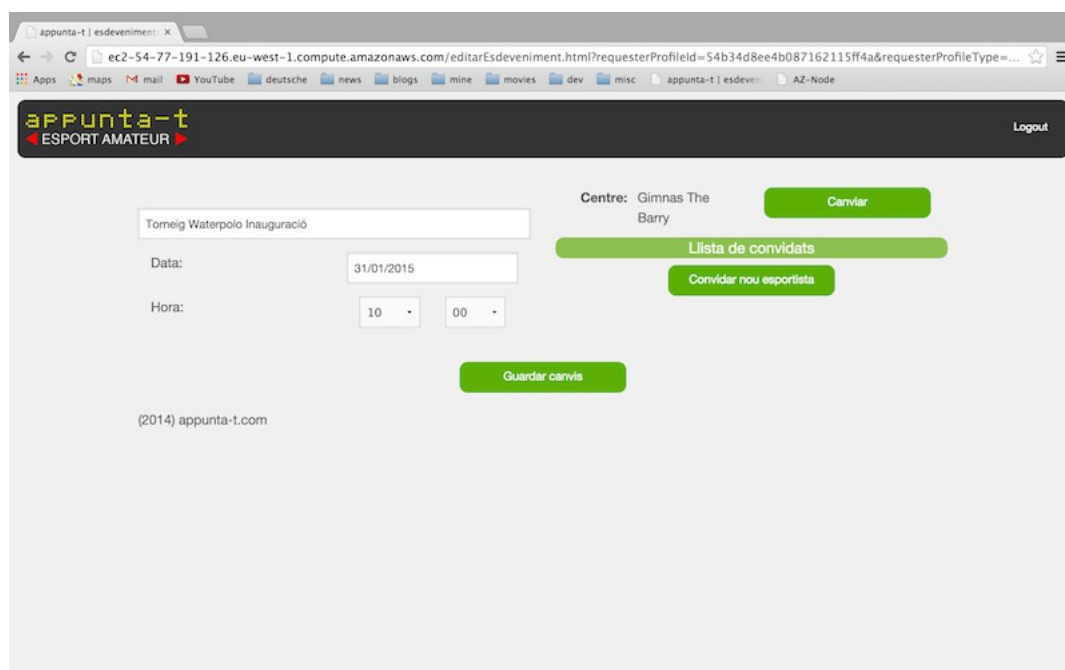 appunta-t | esdeveniment
ec2-54-77-191-126.eu-west-1.compute.amazonaws.com/editarEsdeveniment.html?requesterProfileId=54b34d8ee4b087162115ff4a&requesterProfileType=...
Apps maps mail YouTube deutsche news blogs mine movies dev misc appunta-t | esdeven AZ-Node
appunta-t
ESPORT AMATEUR
Logout
Torneig Waterpolo Inauguració
Data: 31/01/2015
Hora: 10 00
Centre: Gimnas The
Barry
Canviar
Llista de convidats
Convidar nou esportista
Guardar canvis
(2014) appunta-t.com